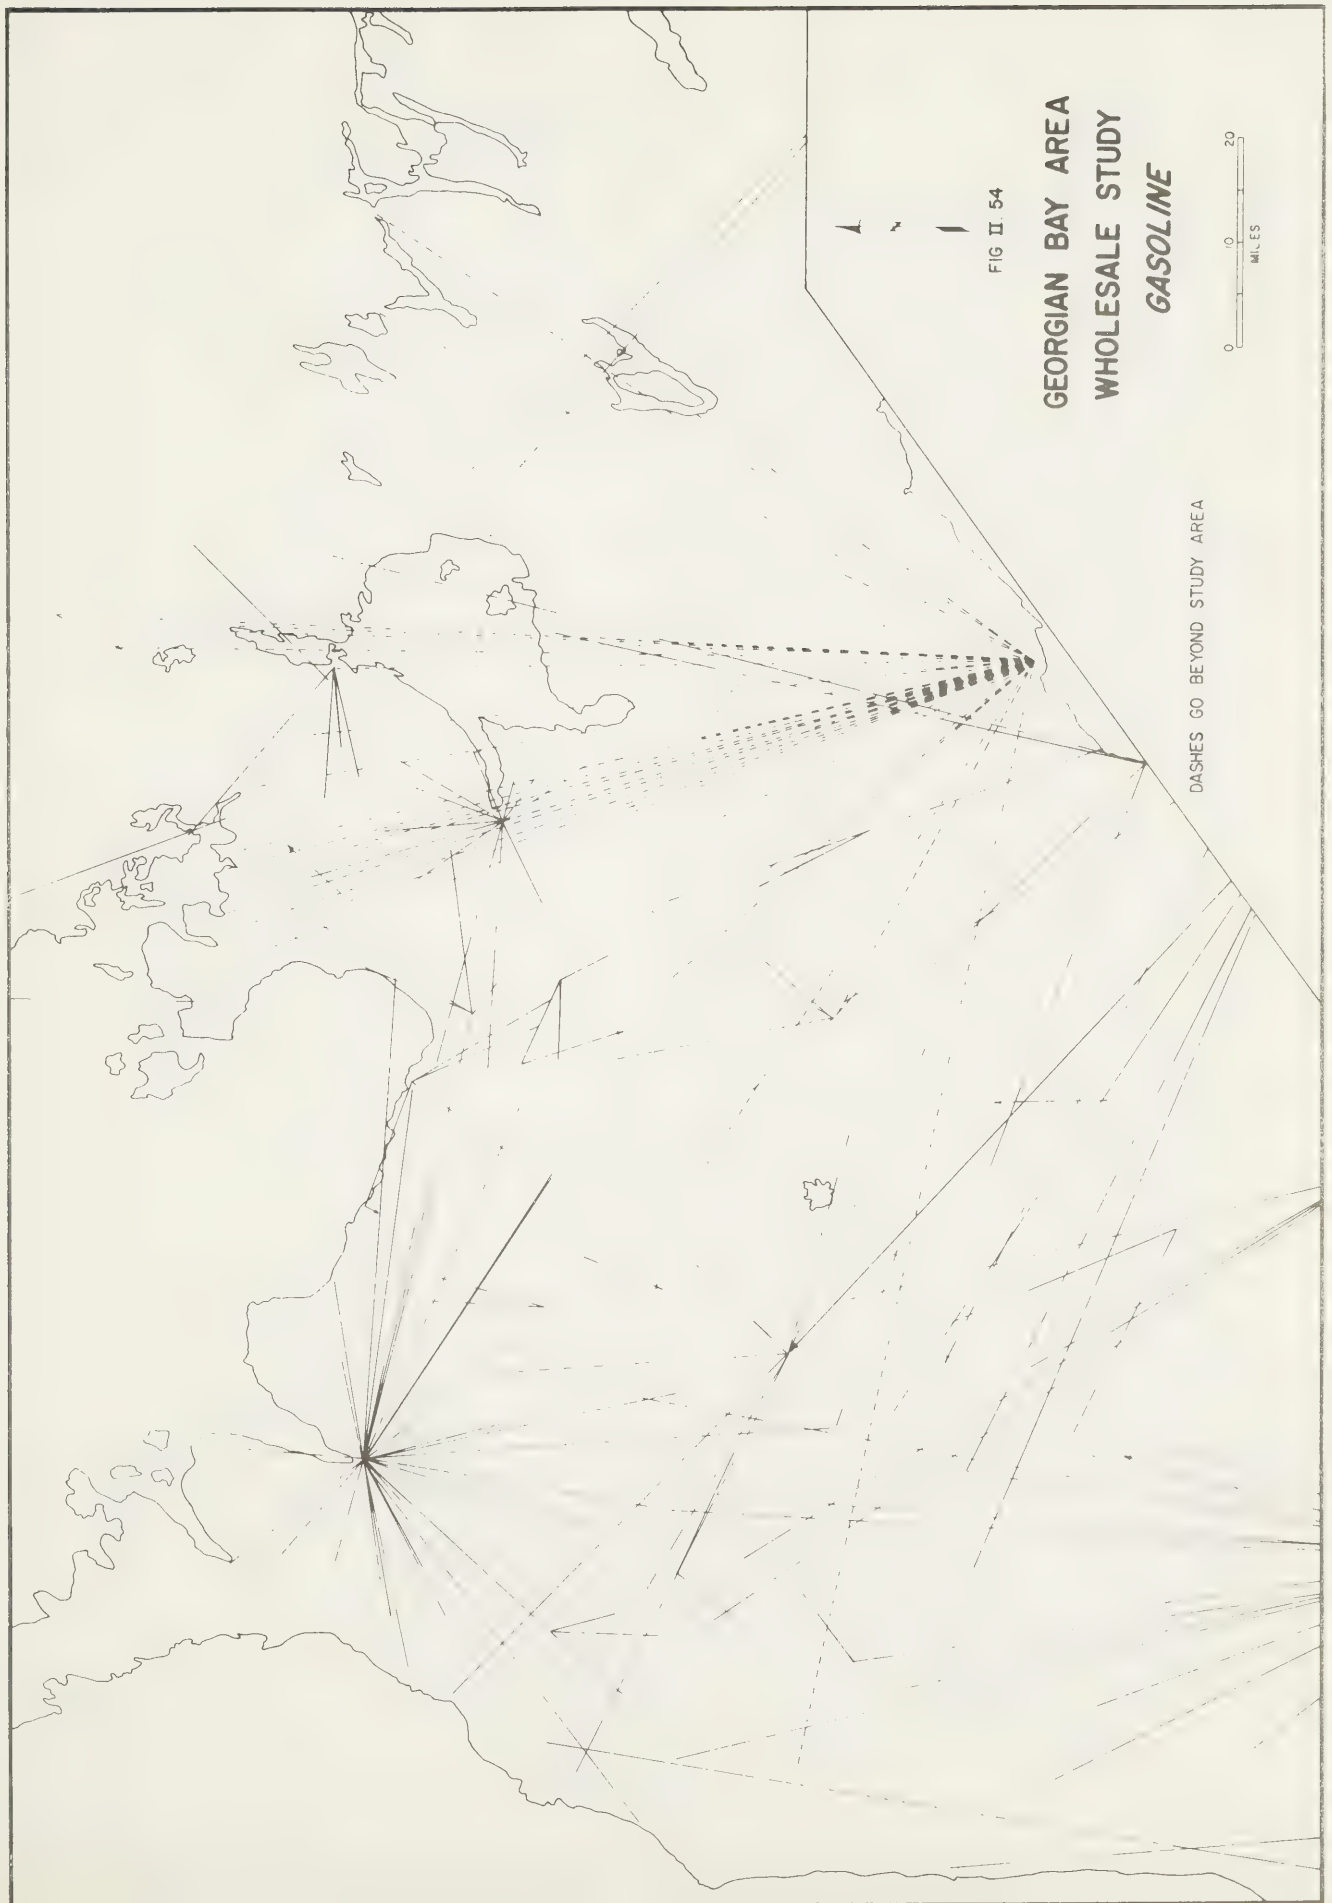 N
FIG II. 54
GEORGIAN BAY AREA
WHOLESALE STUDY
GASOLINE
0 10 20
MILES
DASHES GO BEYOND STUDY AREA